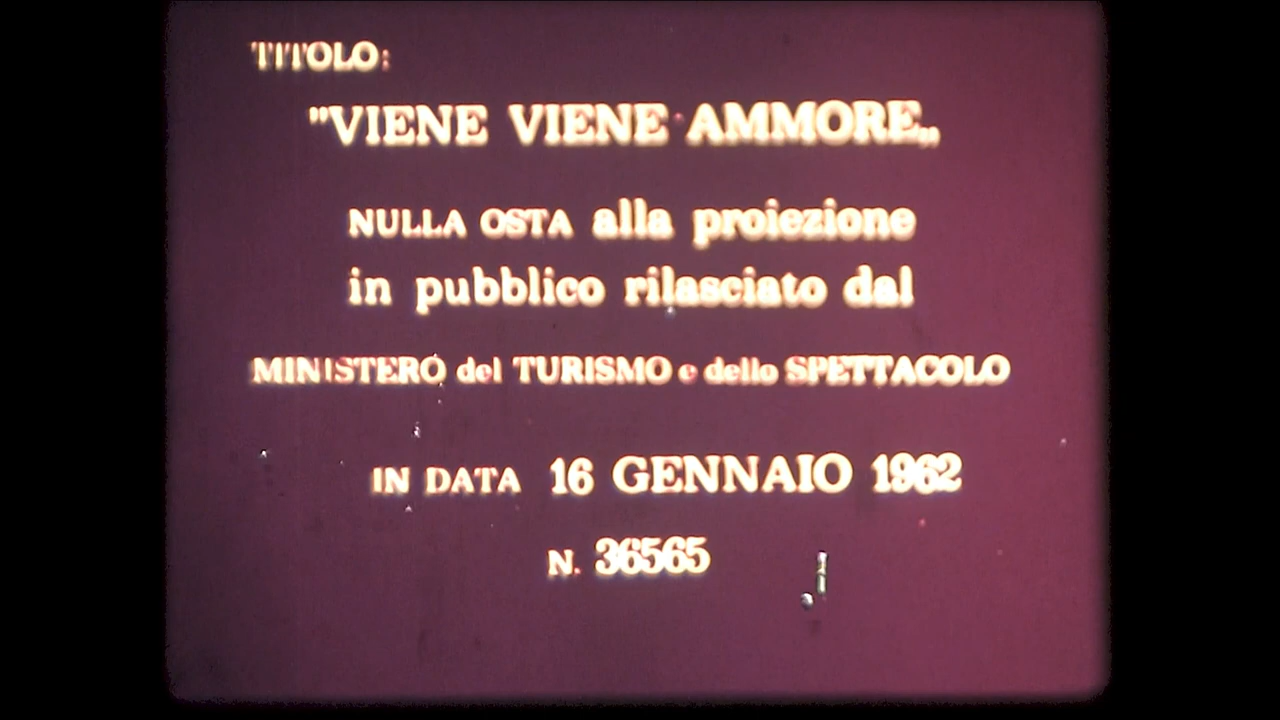 TITOLO:
"VIENE VIENE AMMORE„
NULLA OSTA alla proiezione
in pubblico rilasciato dal
MINISTERO del TURISMO e dello SPETTACOLO
IN DATA 16 GENNAIO 1962
N. 36565